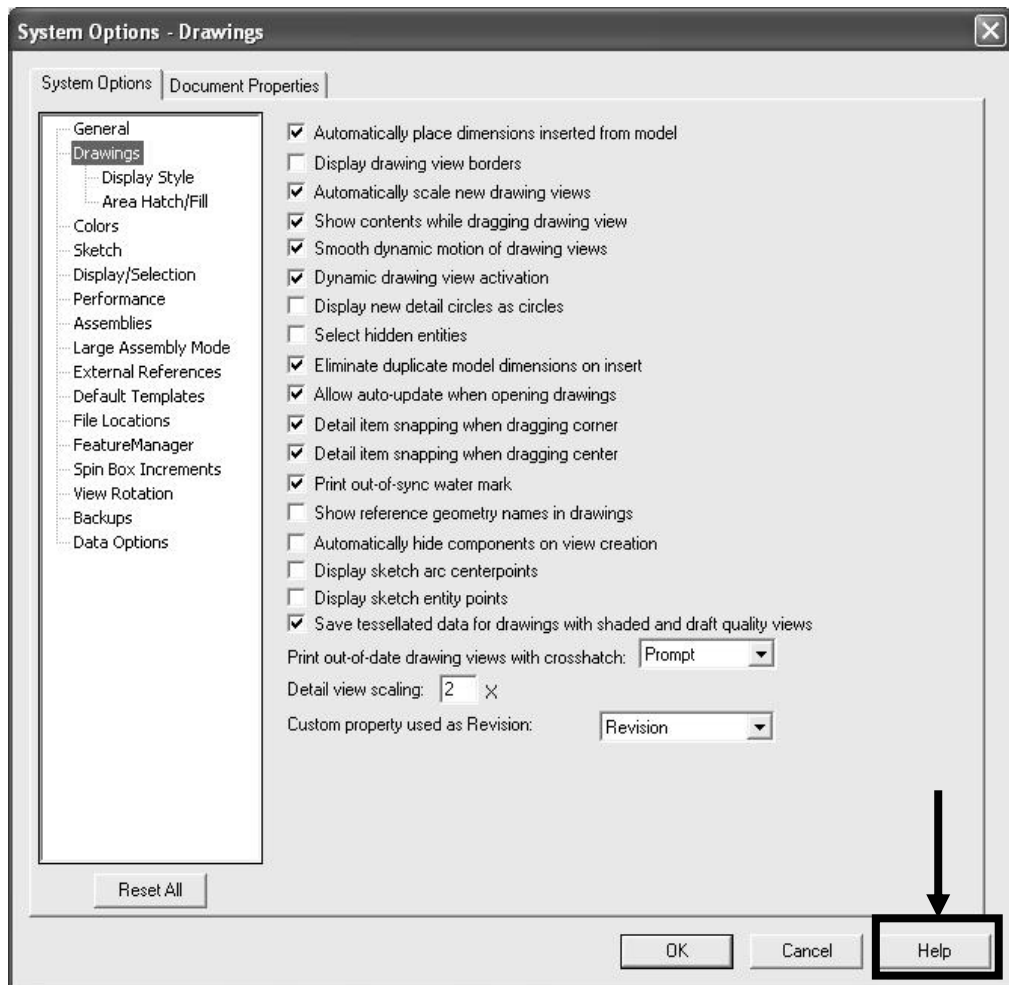 System Options - Drawings
System Options
Document Properties
General
Drawings
Display Style
Area Hatch/Fill
Colors
Sketch
Display/Selection
Performance
Assemblies
Large Assembly Mode
External References
Default Templates
File Locations
FeatureManager
Spin Box Increments
View Rotation
Backups
Data Options
Reset All
Automatically place dimensions inserted from model
Display drawing view borders
Automatically scale new drawing views
Show contents while dragging drawing view
Smooth dynamic motion of drawing views
Dynamic drawing view activation
Display new detail circles as circles
Select hidden entities
Eliminate duplicate model dimensions on insert
Allow auto-update when opening drawings
Detail item snapping when dragging corner
Detail item snapping when dragging center
Print out-of-sync water mark
Show reference geometry names in drawings
Automatically hide components on view creation
Display sketch arc centerpoints
Display sketch entity points
Save tessellated data for drawings with shaded and draft quality views
Print out-of-date drawing views with crosshatch: Prompt
Detail view scaling: 2 X
Custom property used as Revision: Revision
OK
Cancel
Help